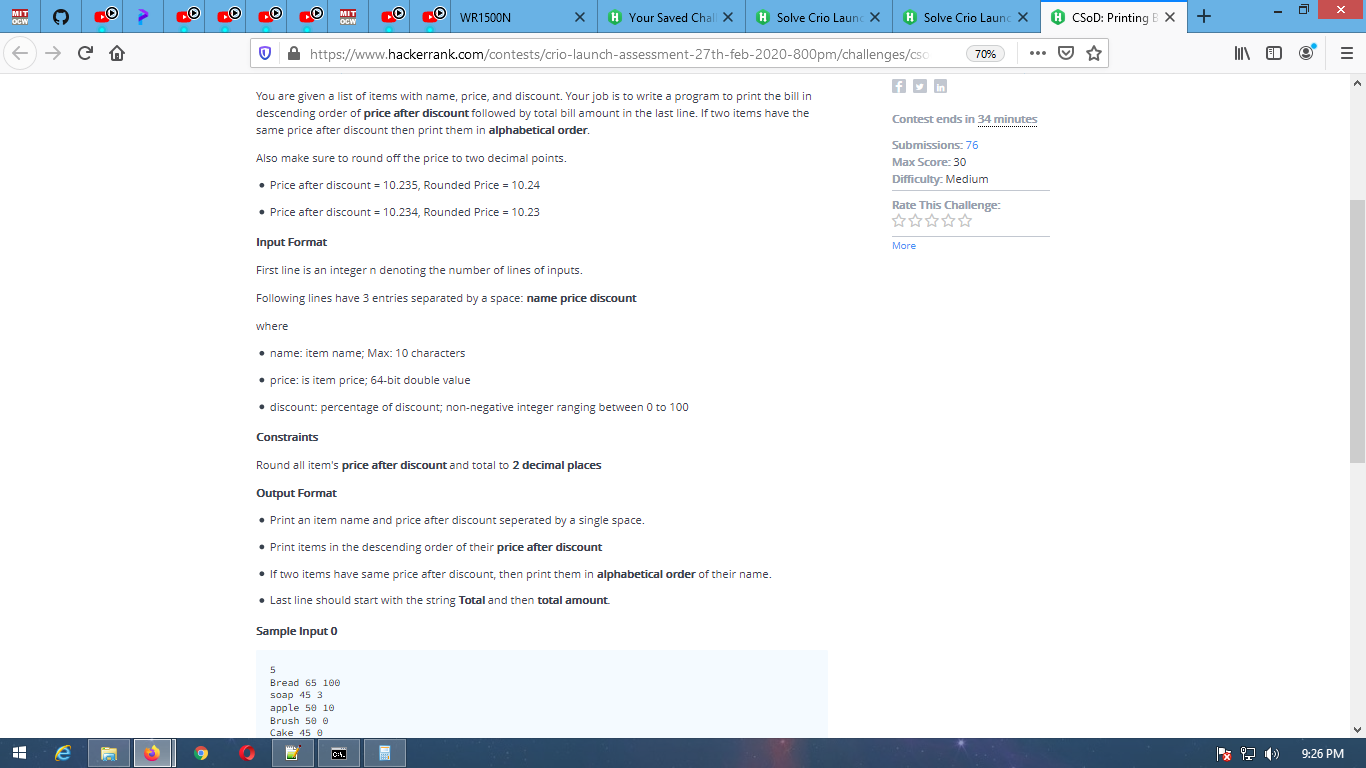 MIT OCW
MIT OCW
WR1500N
Your Saved Chal
Solve Crio Launc
Solve Crio Launc
CSoD: Printing B
https://www.hackerrank.com/contests/crio-launch-assessment-27th-feb-2020-800pm/challenges/cso
70%
You are given a list of items with name, price, and discount. Your job is to write a program to print the bill in
descending order of price after discount followed by total bill amount in the last line. If two items have the
same price after discount then print them in alphabetical order.
Also make sure to round off the price to two decimal points.
• Price after discount = 10.235, Rounded Price = 10.24
• Price after discount = 10.234, Rounded Price = 10.23
Input Format
First line is an integer n denoting the number of lines of inputs.
Following lines have 3 entries separated by a space: name price discount
where
• name: item name; Max: 10 characters
• price: is item price; 64-bit double value
• discount: percentage of discount; non-negative integer ranging between 0 to 100
Constraints
Round all item's price after discount and total to 2 decimal places
Output Format
• Print an item name and price after discount seperated by a single space.
• Print items in the descending order of their price after discount
• If two items have same price after discount, then print them in alphabetical order of their name.
• Last line should start with the string Total and then total amount.
Sample Input 0
5
Bread 65 100
soap 45 3
apple 50 10
Brush 50 0
Cake 45 0
Contest ends in 34 minutes
Submissions: 76
Max Score: 30
Difficulty: Medium
Rate This Challenge:
More
9:26 PM